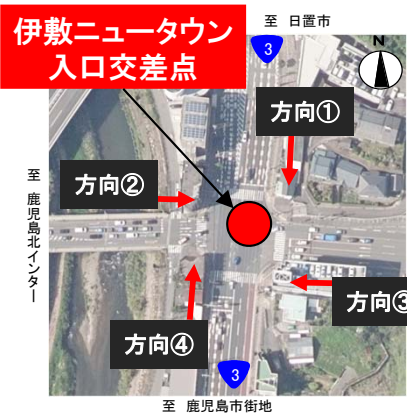 至 日置市
伊敷ニュータウン
入口交差点
3
N
方向①
方向②
至 鹿児島北インター
方向③
方向④
3
至 鹿児島市街地